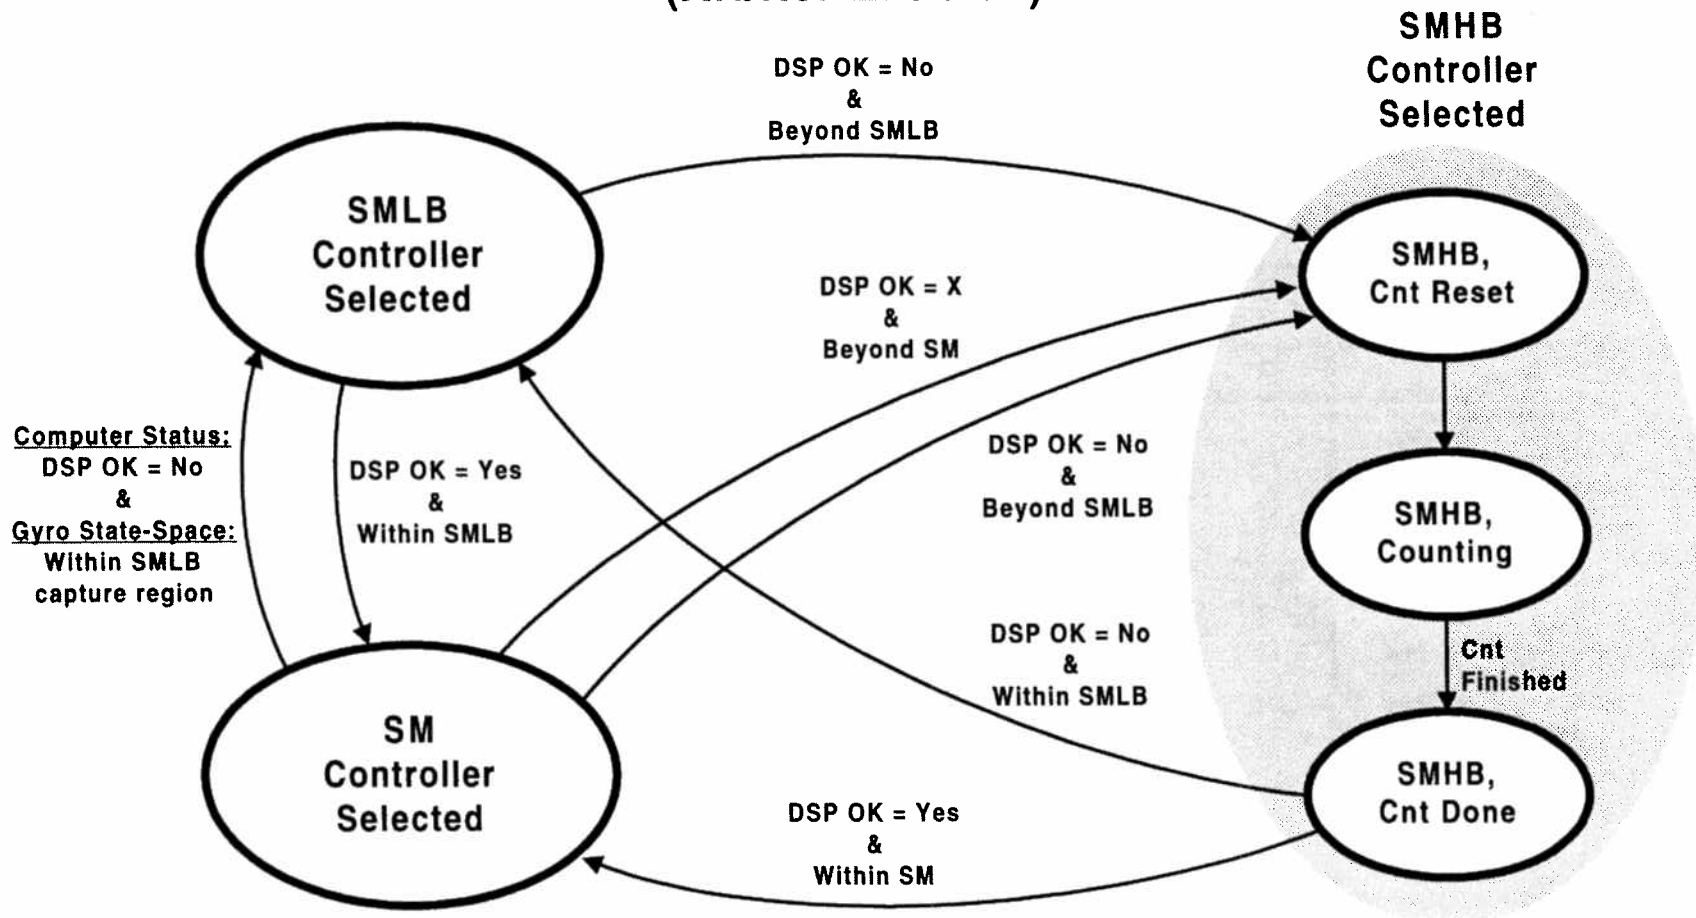 SMHB
Controller
Selected
DSP OK = No
&
Beyond SMLB
SMLB
Controller
Selected
SMHB,
Cnt Reset
DSP OK = X
&
Beyond SM
Computer Status:
DSP OK = No
&
Gyro State-Space:
Within SMLB
capture region
DSP OK = Yes
&
Within SMLB
DSP OK = No
&
Beyond SMLB
SMHB,
Counting
DSP OK = No
&
Within SMLB
Cnt
Finished
SM
Controller
Selected
SMHB,
Cnt Done
DSP OK = Yes
&
Within SM